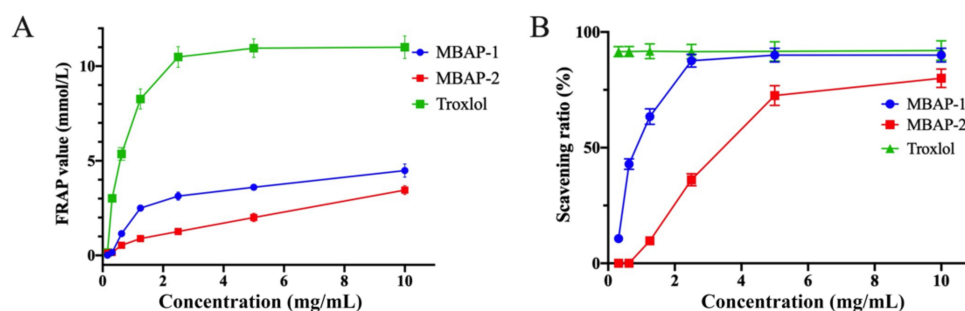 A
FRAP value (mmol/L)
10
5
0
0
2
4
6
8
10
Concentration (mg/mL)
MBAP-1
MBAP-2
Troxlol
B
Scavening ratio (%)
100
50
0
0
2
4
6
8
10
Concentration (mg/mL)
MBAP-1
MBAP-2
Troxlol